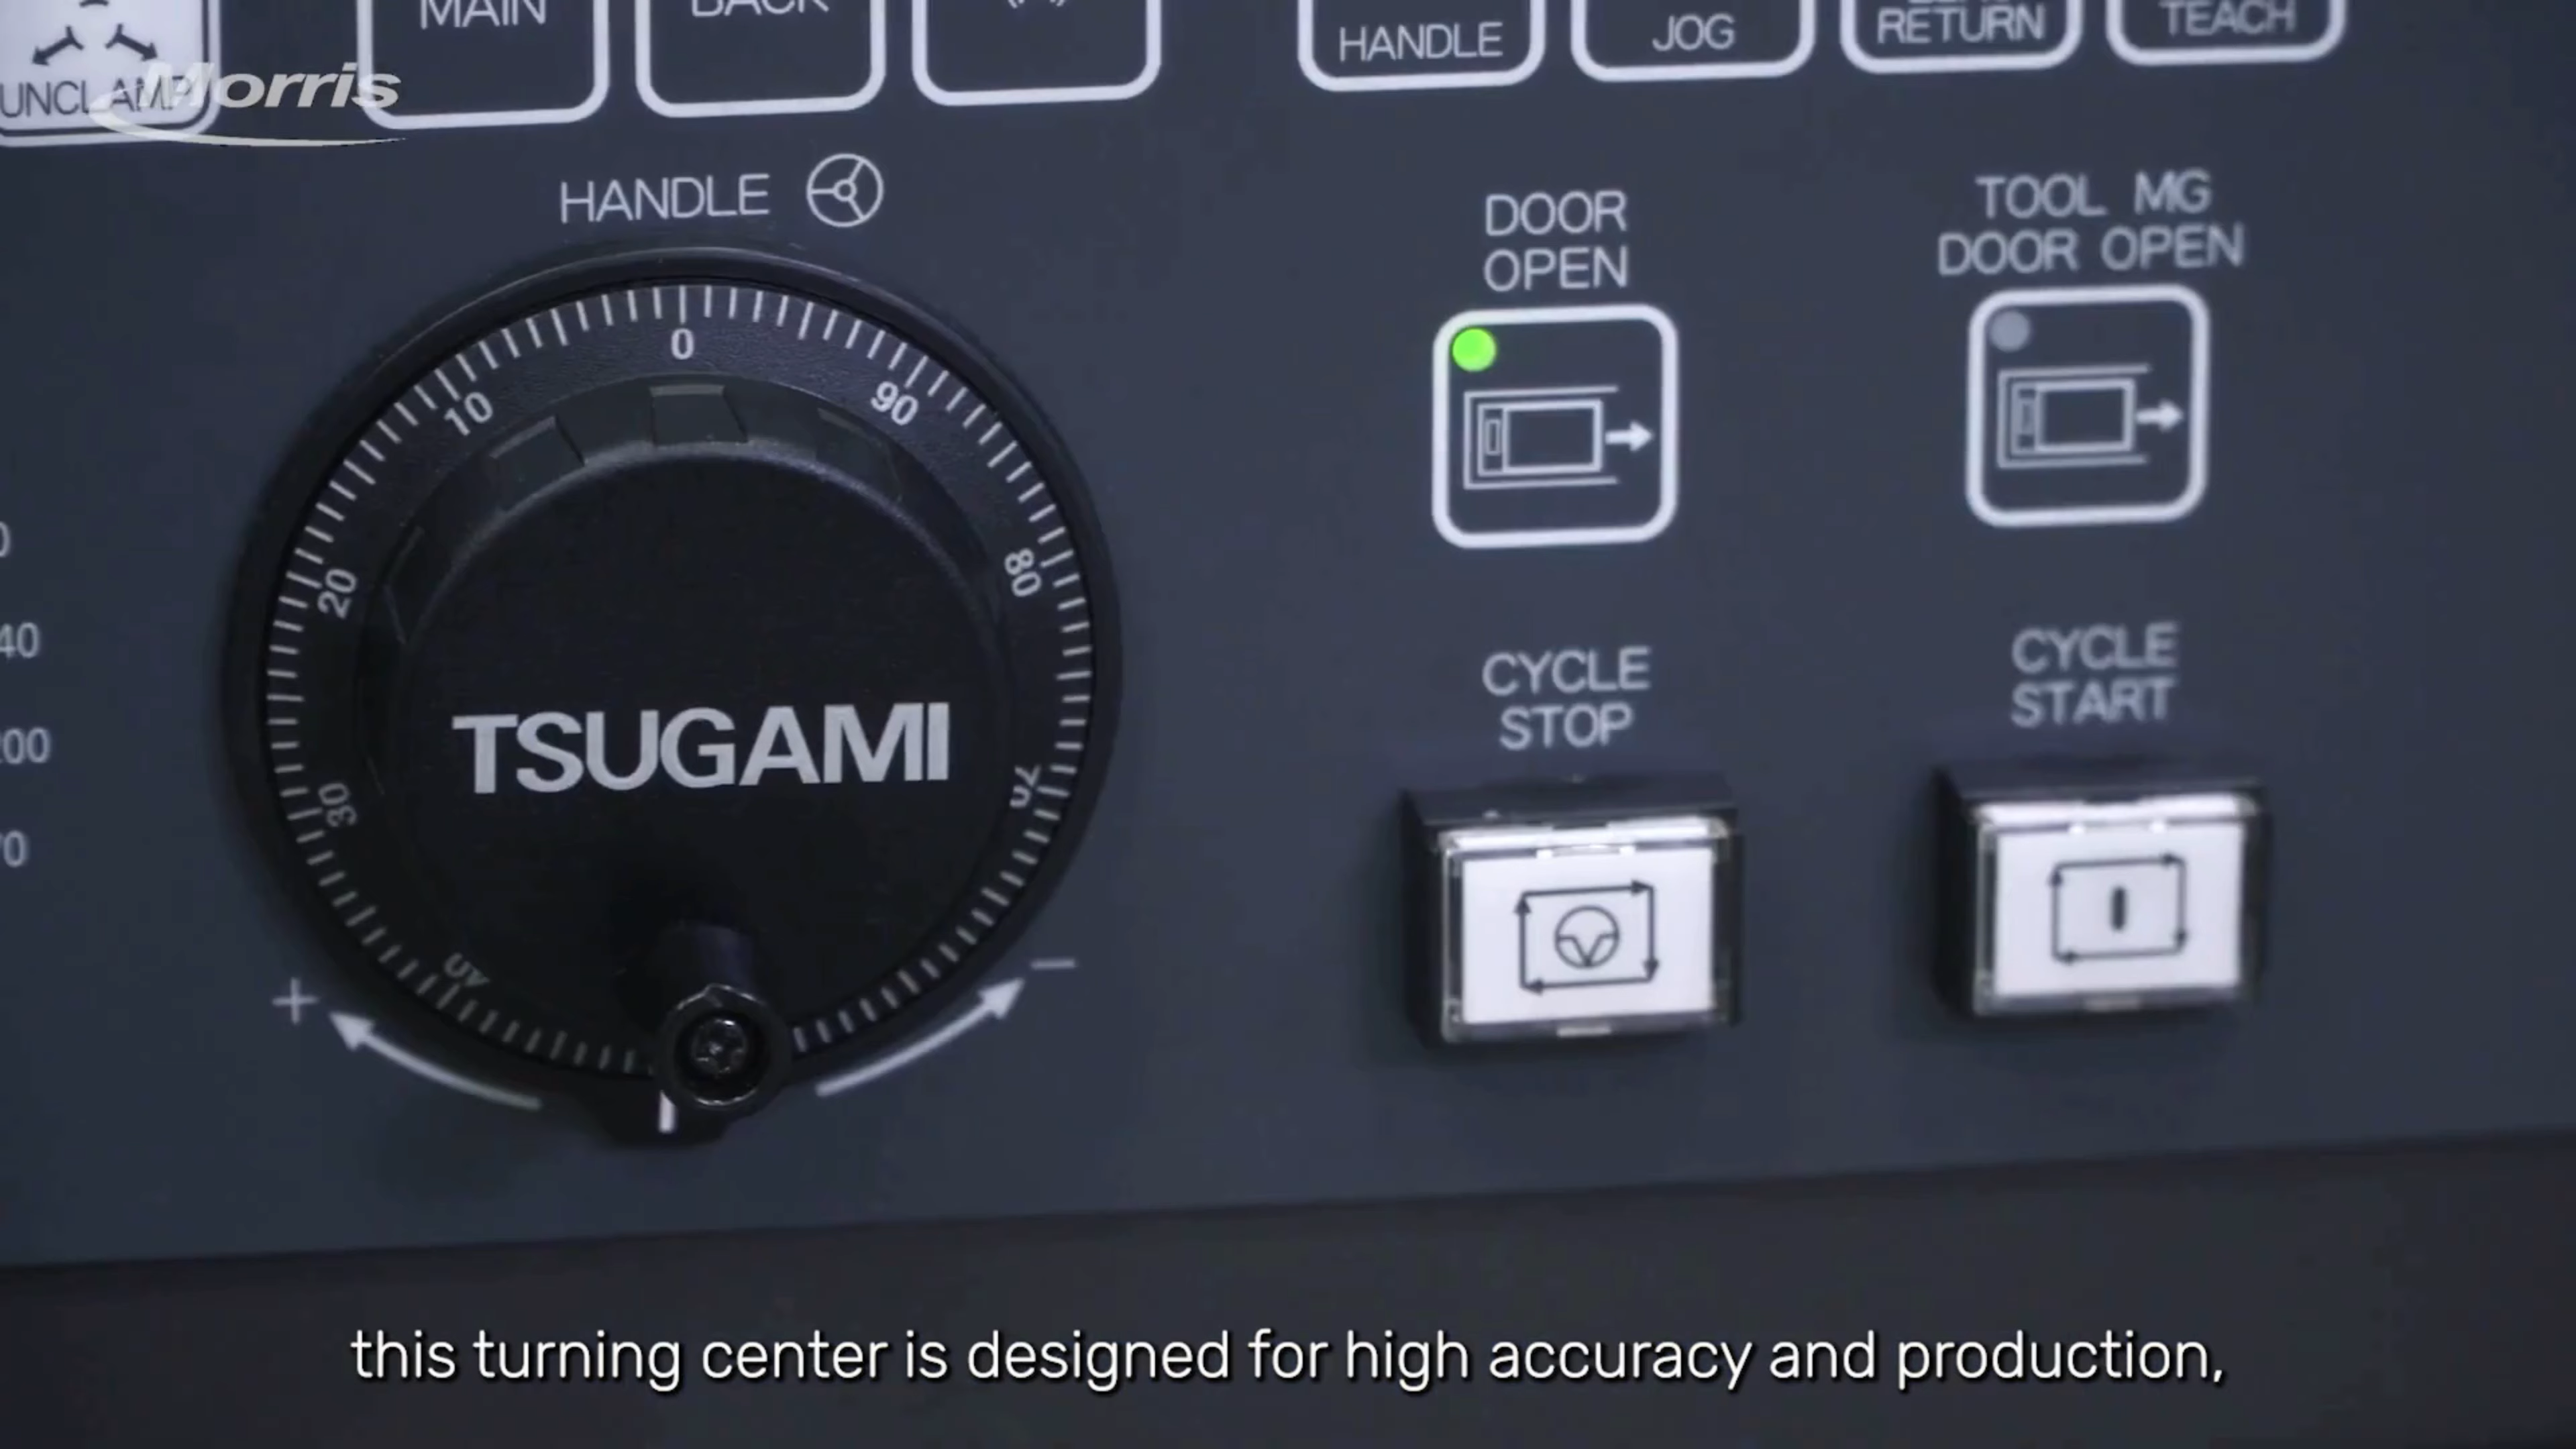 MAIN
BACK
HANDLE
JOG
RETURN
TEACH
UNCLAMP
Morris
HANDLE
DOOR
OPEN
TOOL MG
DOOR OPEN
0
10
90
20
80
30
70
40
TSUGAMI
CYCLE
STOP
CYCLE
START
+
−
this turning center is designed for high accuracy and production,